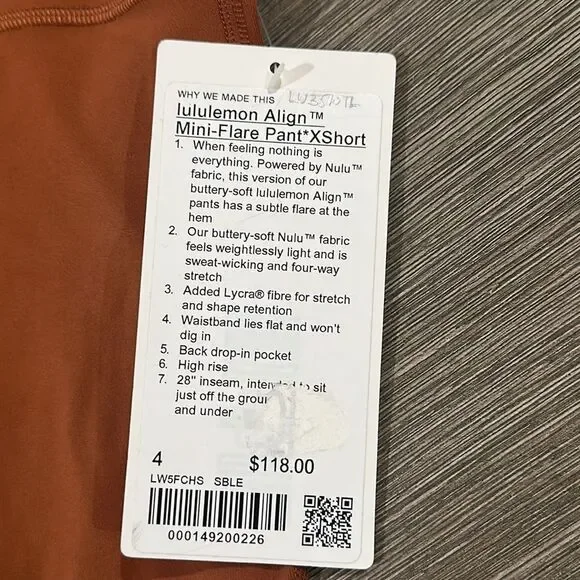 WHY WE MADE THIS
lululemon Align™
Mini-Flare Pant*XShort
1. When feeling nothing is
everything. Powered by Nulu™
fabric, this version of our
buttery-soft lululemon Align™
pants has a subtle flare at the
hem
2. Our buttery-soft Nulu™ fabric
feels weightlessly light and is
sweat-wicking and four-way
stretch
3. Added Lycra® fibre for stretch
and shape retention
4. Waistband lies flat and won't
dig in
5. Back drop-in pocket
6. High rise
7. 28" inseam, intended to sit
just off the
and under
4 $118.00
LW5FCHS SBLE
000149200226